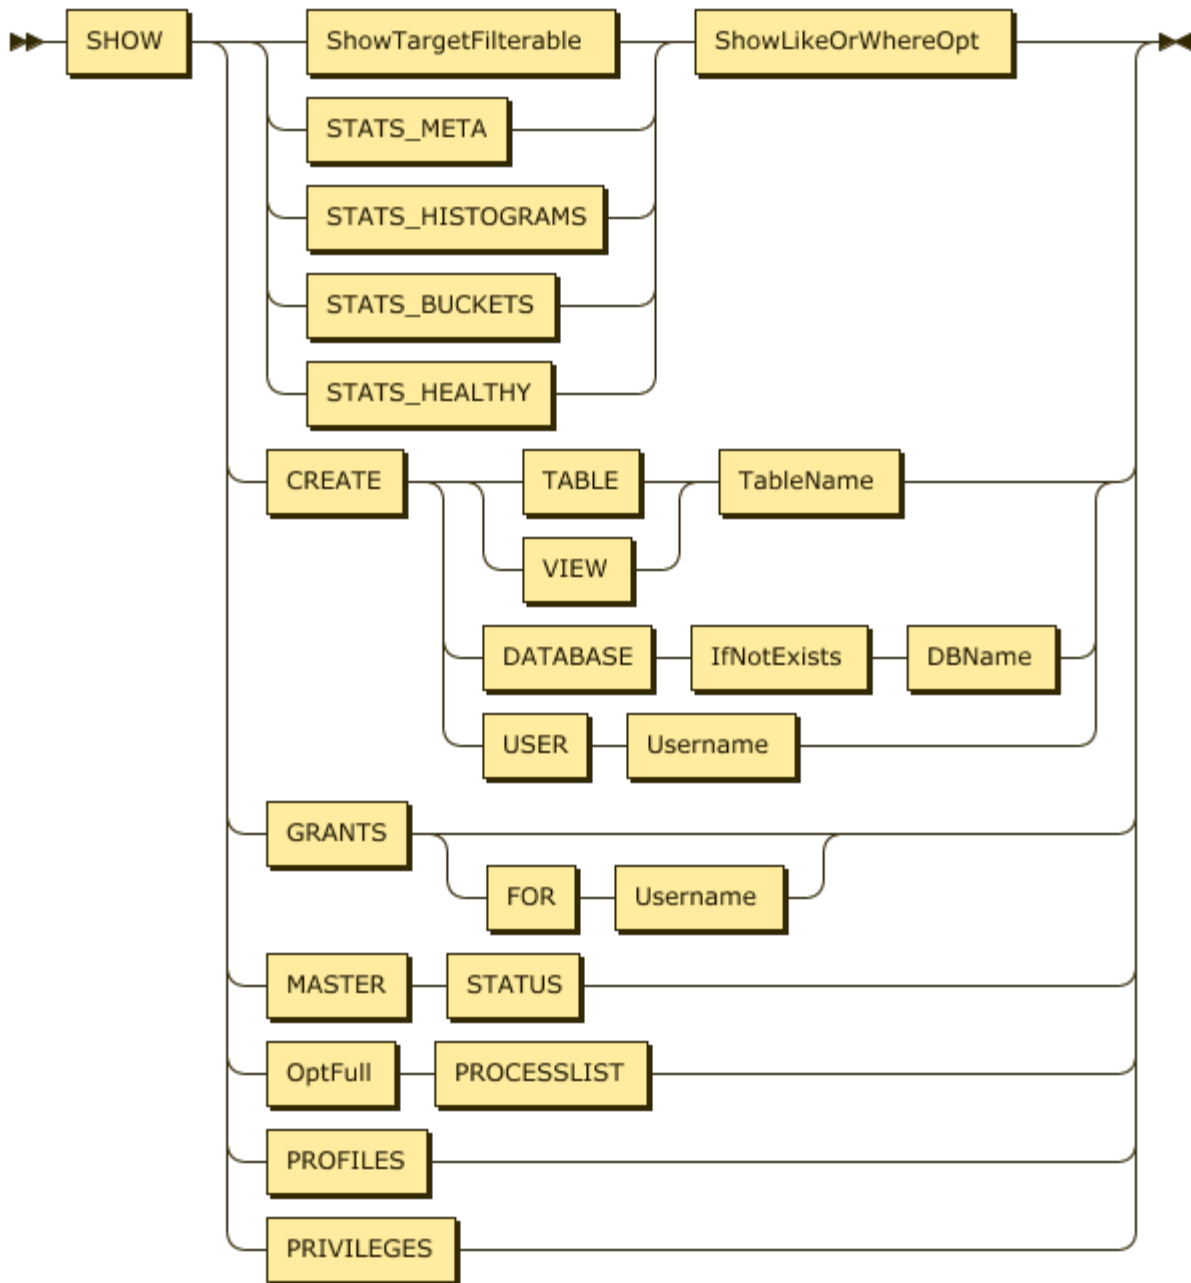 SHOW ShowTargetFilterable ShowLikeOrWhereOpt
STATS_META
STATS_HISTOGRAMS
STATS_BUCKETS
STATS_HEALTHY
CREATE TABLE TableName
VIEW
DATABASE IfNotExists DBName
USER Username
GRANTS
FOR Username
MASTER STATUS
OptFull PROCESSLIST
PROFILES
PRIVILEGES